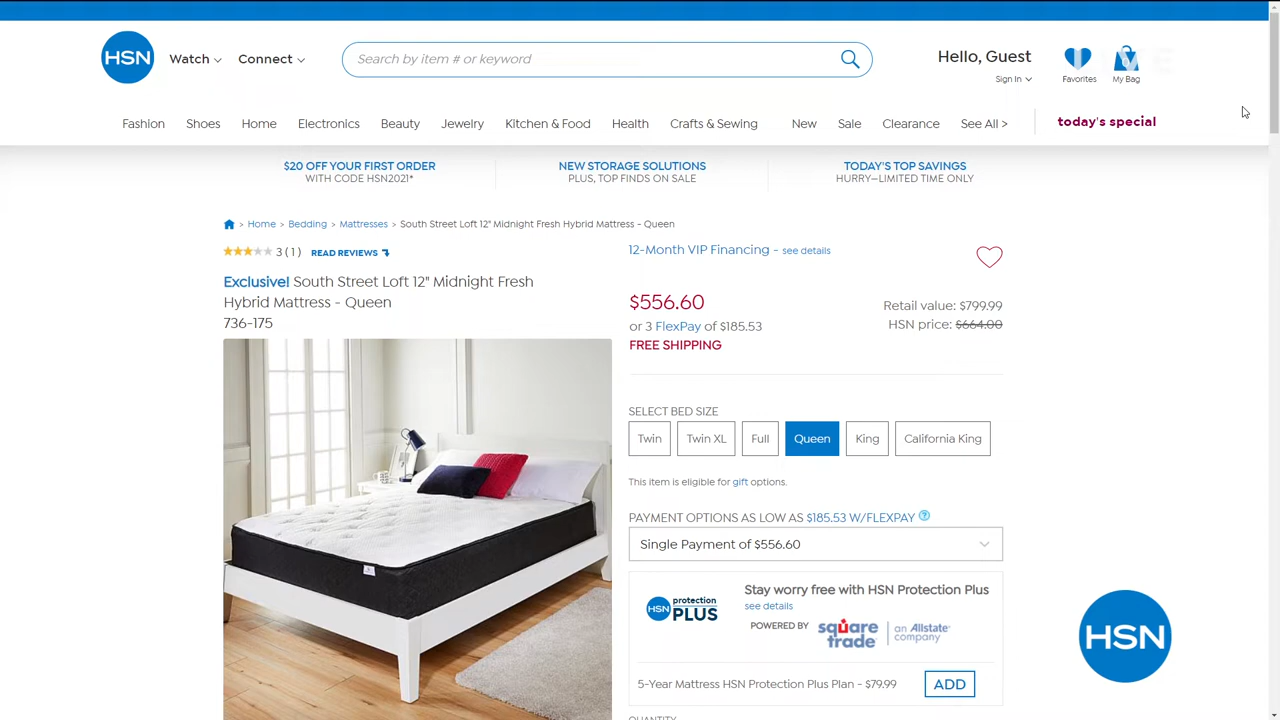 HSN
Watch
Connect
Search by item # or keyword
Hello, Guest
Sign In
Favorites
My Bag
Fashion
Shoes
Home
Electronics
Beauty
Jewelry
Kitchen & Food
Health
Crafts & Sewing
New
Sale
Clearance
See All >
today's special
$20 OFF YOUR FIRST ORDER
WITH CODE HSN2021*
NEW STORAGE SOLUTIONS
PLUS, TOP FINDS ON SALE
TODAY'S TOP SAVINGS
HURRY—LIMITED TIME ONLY
> Home > Bedding > Mattresses > South Street Loft 12" Midnight Fresh Hybrid Mattress - Queen
3 ( 1 ) READ REVIEWS
Exclusive! South Street Loft 12" Midnight Fresh
Hybrid Mattress - Queen
736-175
12-Month VIP Financing - see details
$556.60
or 3 FlexPay of $185.53
FREE SHIPPING
Retail value: $799.99
HSN price: $664.00
SELECT BED SIZE
Twin
Twin XL
Full
Queen
King
California King
This item is eligible for gift options.
PAYMENT OPTIONS AS LOW AS $185.53 W/FLEXPAY ?
Single Payment of $556.60
HSN protection PLUS
Stay worry free with HSN Protection Plus
see details
POWERED BY square trade | an Allstate company
5-Year Mattress HSN Protection Plus Plan - $79.99
ADD
QUANTITY
HSN